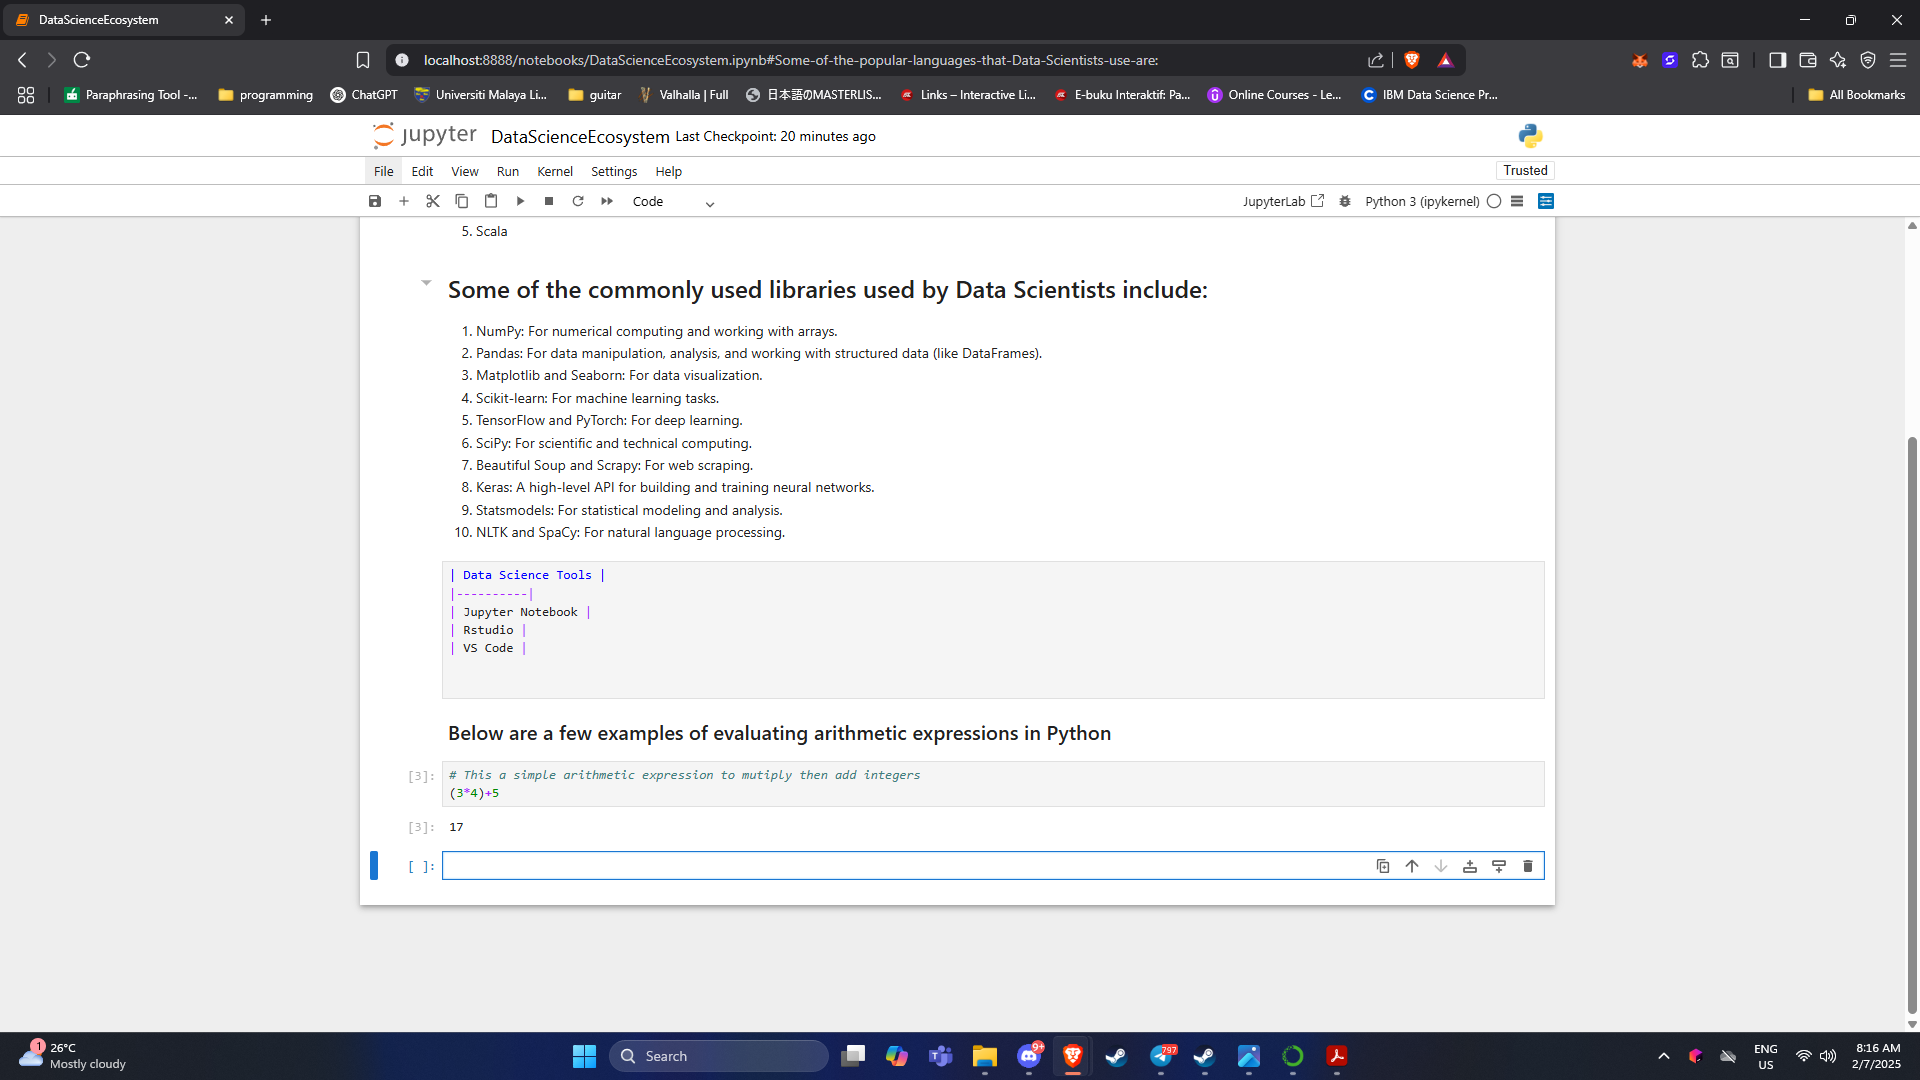 DataScienceEcosystem
localhost:8888/notebooks/DataScienceEcosystem.ipynb#Some-of-the-popular-languages-that-Data-Scientists-use-are:
Paraphrasing Tool -... programming ChatGPT Universiti Malaya Li... guitar Valhalla | Full 日本語のMASTERLIS... Links – Interactive Li... E-buku Interaktif: Pa... Online Courses - Le... IBM Data Science Pr... All Bookmarks
jupyter DataScienceEcosystem Last Checkpoint: 20 minutes ago
File Edit View Run Kernel Settings Help Trusted
Code JupyterLab Python 3 (ipykernel)
5. Scala
Some of the commonly used libraries used by Data Scientists include:
1. NumPy: For numerical computing and working with arrays.
2. Pandas: For data manipulation, analysis, and working with structured data (like DataFrames).
3. Matplotlib and Seaborn: For data visualization.
4. Scikit-learn: For machine learning tasks.
5. TensorFlow and PyTorch: For deep learning.
6. SciPy: For scientific and technical computing.
7. Beautiful Soup and Scrapy: For web scraping.
8. Keras: A high-level API for building and training neural networks.
9. Statsmodels: For statistical modeling and analysis.
10. NLTK and SpaCy: For natural language processing.
| Data Science Tools |
|----------|
| Jupyter Notebook |
| Rstudio |
| VS Code |
Below are a few examples of evaluating arithmetic expressions in Python
[3]: # This a simple arithmetic expression to mutiply then add integers
(3*4)+5
[3]: 17
[ ]:
1 26°C
Mostly cloudy
Search
9+
797
ENG
US
8:16 AM
2/7/2025